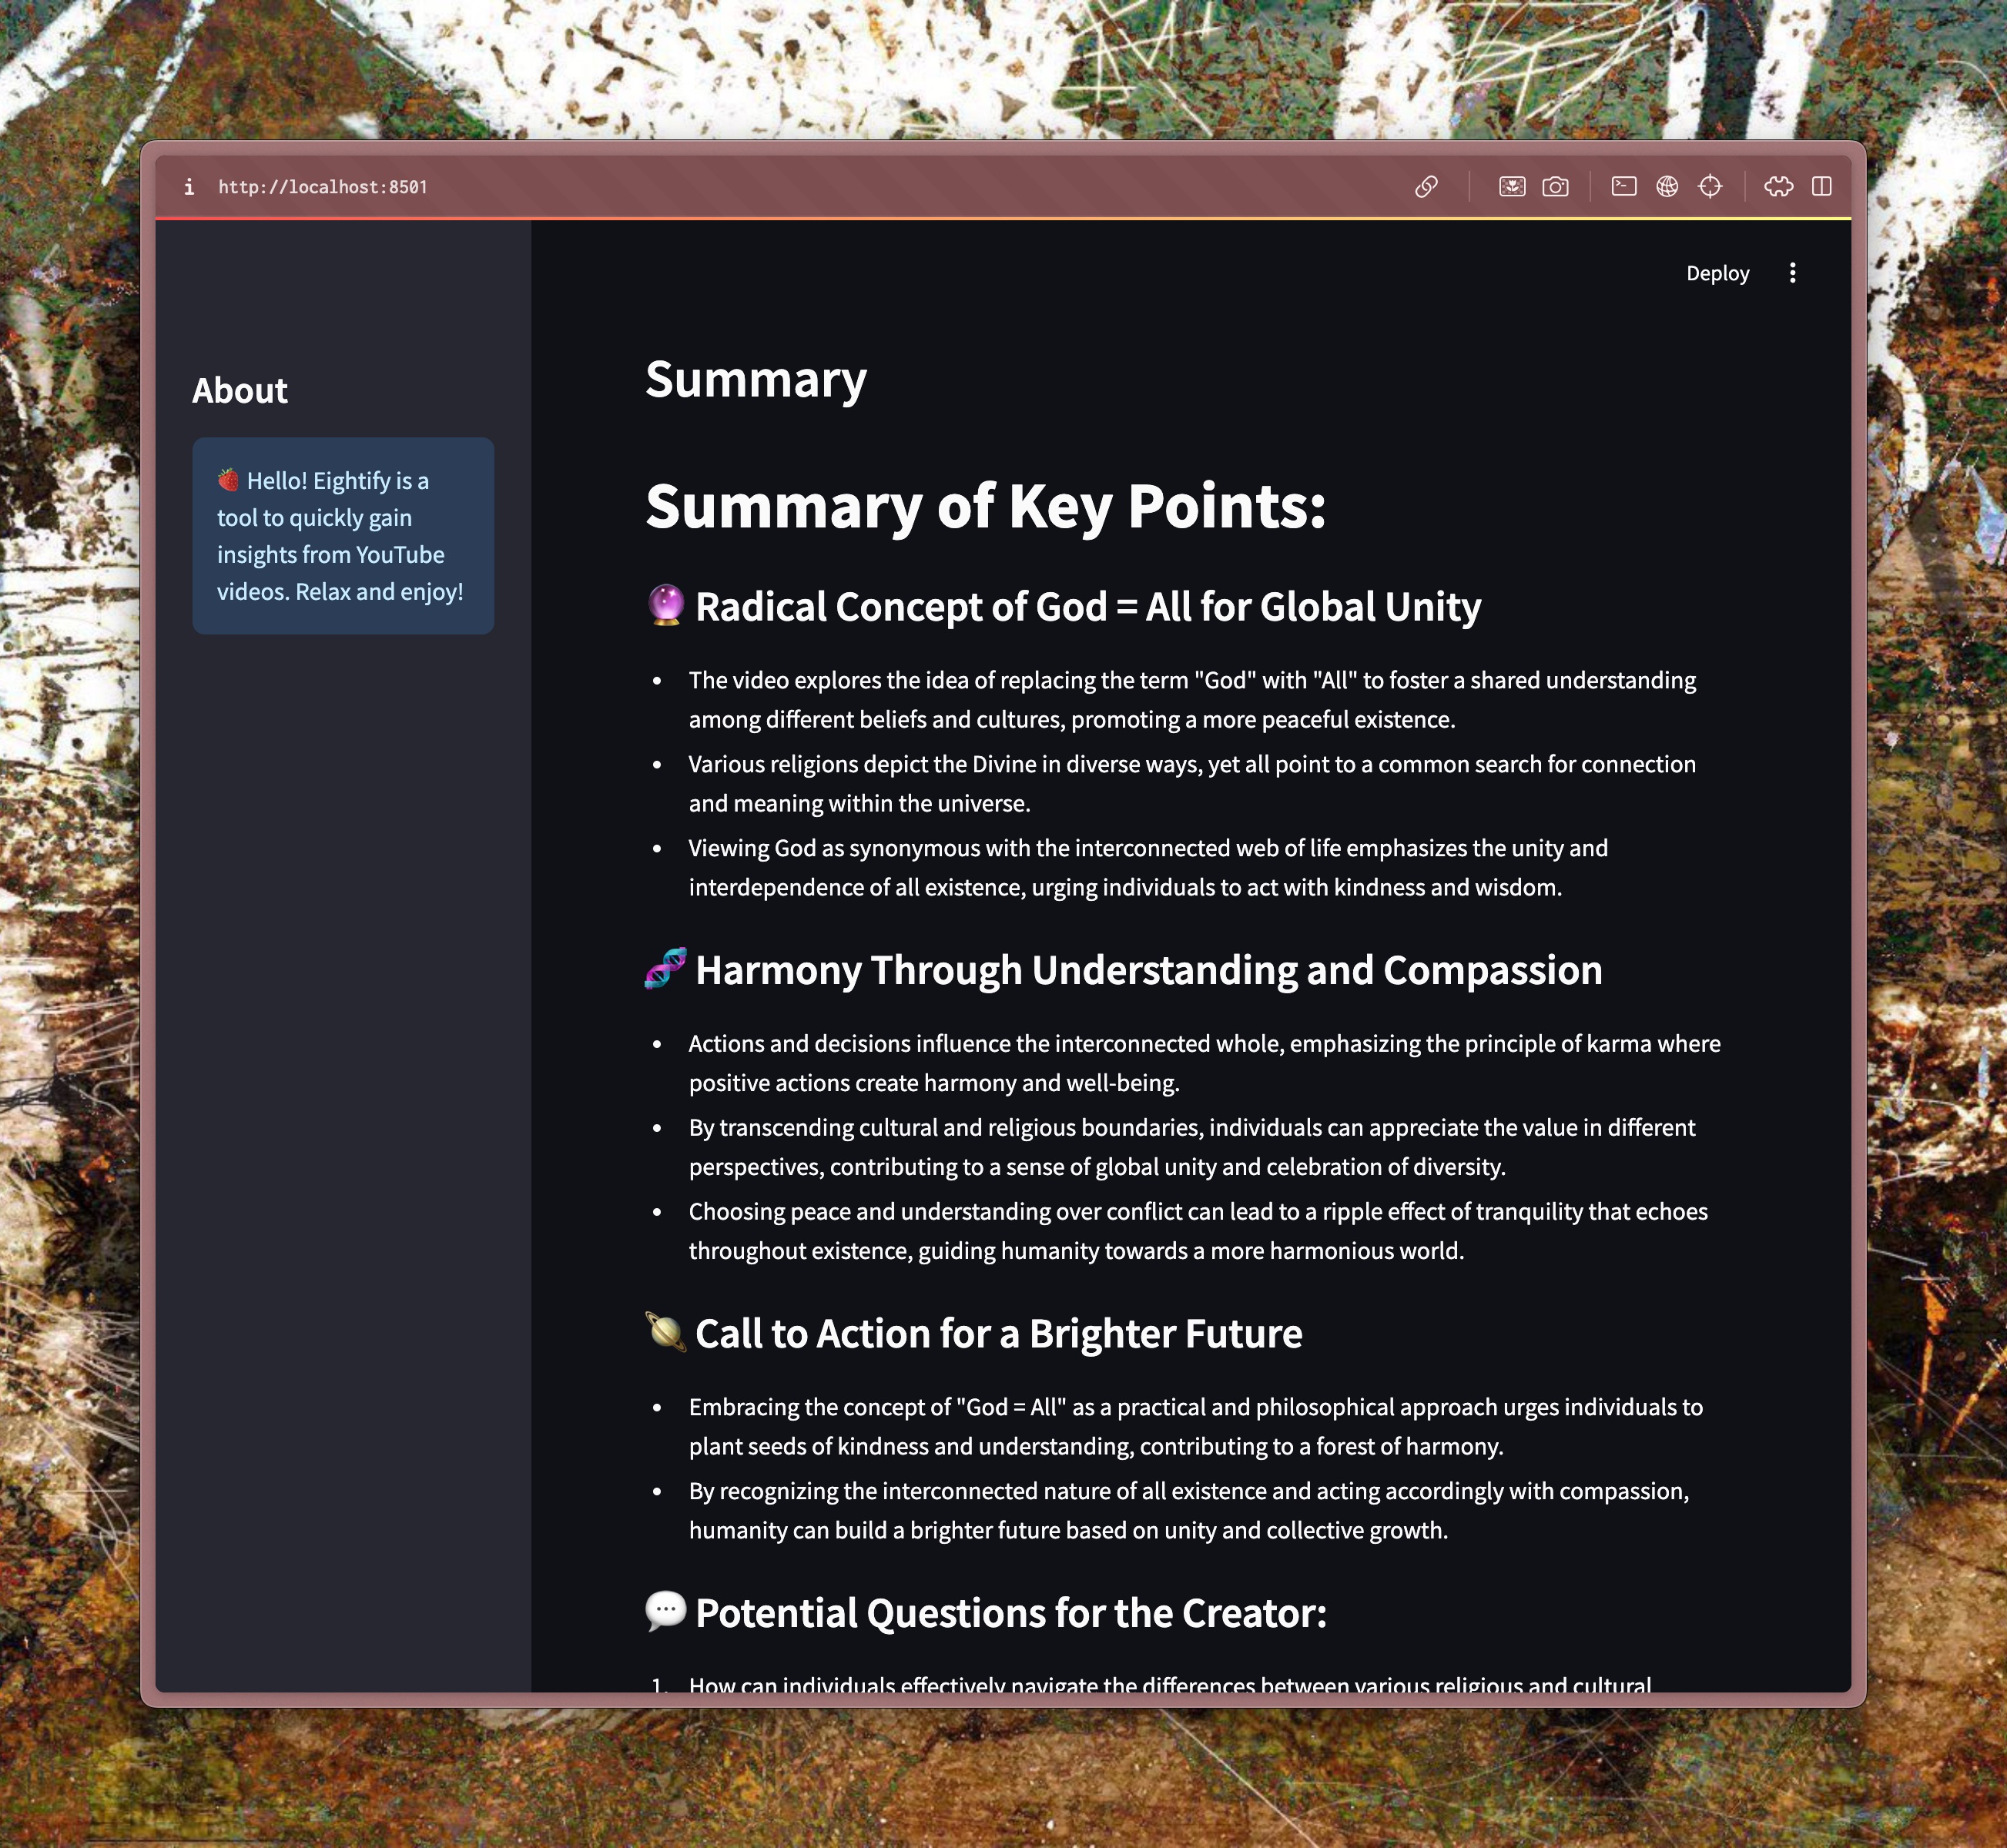 i http://localhost:8501
Deploy
About
🍓 Hello! Eightify is a
tool to quickly gain
insights from YouTube
videos. Relax and enjoy!
Summary
Summary of Key Points:
🔮 Radical Concept of God = All for Global Unity
• The video explores the idea of replacing the term "God" with "All" to foster a shared understanding
among different beliefs and cultures, promoting a more peaceful existence.
• Various religions depict the Divine in diverse ways, yet all point to a common search for connection
and meaning within the universe.
• Viewing God as synonymous with the interconnected web of life emphasizes the unity and
interdependence of all existence, urging individuals to act with kindness and wisdom.
🧬 Harmony Through Understanding and Compassion
• Actions and decisions influence the interconnected whole, emphasizing the principle of karma where
positive actions create harmony and well-being.
• By transcending cultural and religious boundaries, individuals can appreciate the value in different
perspectives, contributing to a sense of global unity and celebration of diversity.
• Choosing peace and understanding over conflict can lead to a ripple effect of tranquility that echoes
throughout existence, guiding humanity towards a more harmonious world.
🪐 Call to Action for a Brighter Future
• Embracing the concept of "God = All" as a practical and philosophical approach urges individuals to
plant seeds of kindness and understanding, contributing to a forest of harmony.
• By recognizing the interconnected nature of all existence and acting accordingly with compassion,
humanity can build a brighter future based on unity and collective growth.
💬 Potential Questions for the Creator:
1. How can individuals effectively navigate the differences between various religious and cultural